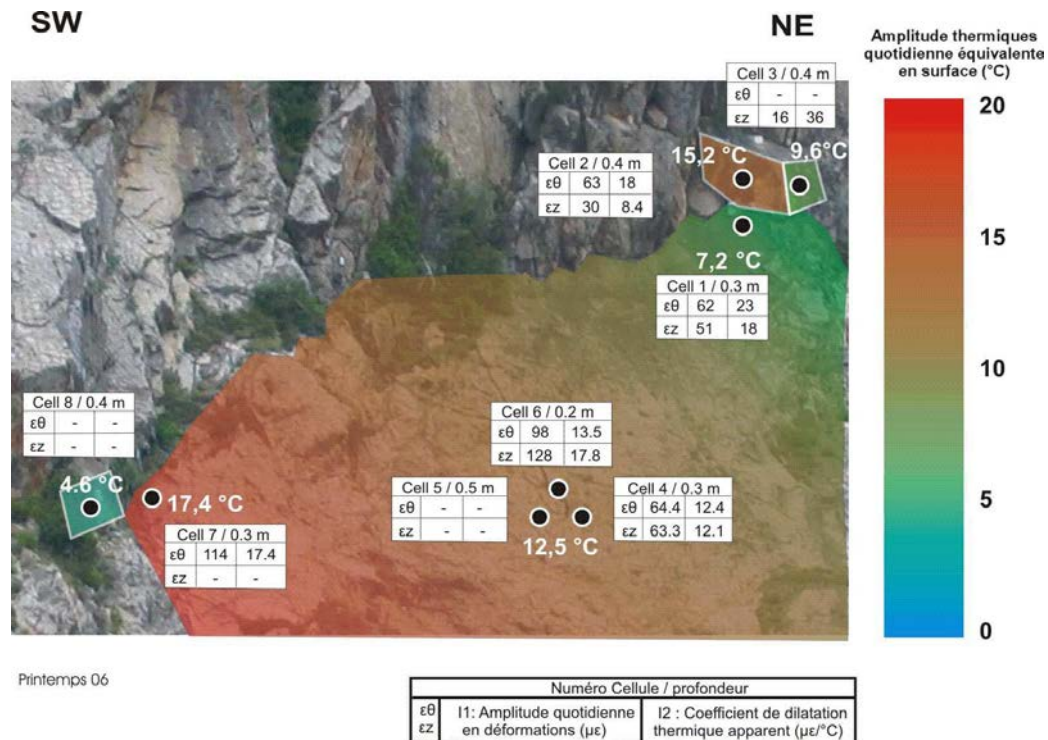 SW
NE
Amplitude thermiques
quotidienne équivalente
en surface (°C)
Cell 3 / 0.4 m
εθ - -
εz 16 36
20
15,2 °C
9,6°C
Cell 2 / 0.4 m
εθ 63 18
εz 30 8.4
15
7,2 °C
Cell 1 / 0.3 m
εθ 62 23
εz 51 18
10
Cell 8 / 0.4 m
εθ - -
εz - -
Cell 6 / 0.2 m
εθ 98 13.5
εz 128 17.8
4.6 °C
17,4 °C
Cell 5 / 0.5 m
εθ - -
εz - -
Cell 4 / 0.3 m
εθ 64.4 12.4
εz 63.3 12.1
5
12,5 °C
Cell 7 / 0.3 m
εθ 114 17.4
εz - -
0
Printemps 06
Numéro Cellule / profondeur
εθ I1: Amplitude quotidienne I2 : Coefficient de dilatation
εz en déformations (με) thermique apparent (με/°C)